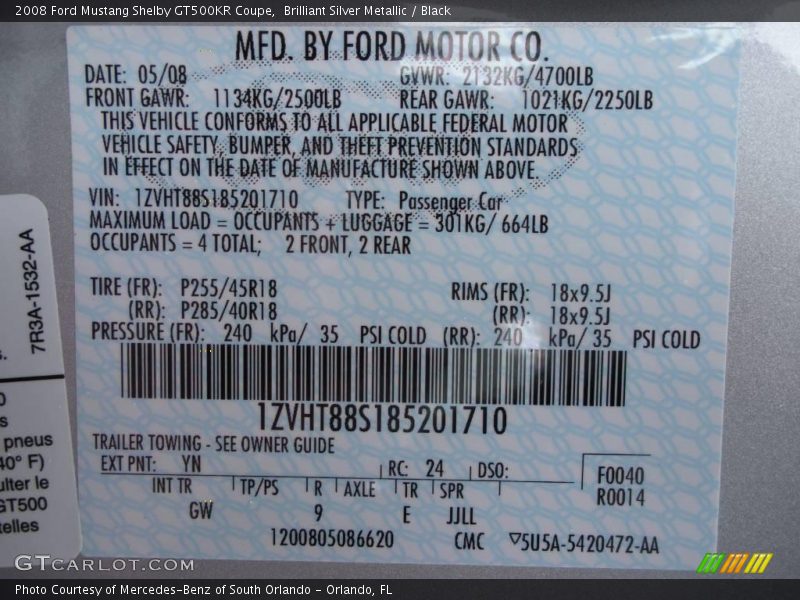 2008 Ford Mustang Shelby GT500KR Coupe,  Brilliant Silver Metallic / Black
MFD. BY FORD MOTOR CO.
DATE: 05/08 GVWR: 2132KG/4700LB
FRONT GAWR: 1134KG/2500LB REAR GAWR: 1021KG/2250LB
THIS VEHICLE CONFORMS TO ALL APPLICABLE FEDERAL MOTOR
VEHICLE SAFETY, BUMPER, AND THEFT PREVENTION STANDARDS
IN EFFECT ON THE DATE OF MANUFACTURE SHOWN ABOVE.
VIN: 1ZVHT88S185201710 TYPE: Passenger Car
MAXIMUM LOAD = OCCUPANTS + LUGGAGE = 301KG/ 664LB
OCCUPANTS = 4 TOTAL; 2 FRONT, 2 REAR
TIRE (FR): P255/45R18 RIMS (FR): 18x9.5J
(RR): P285/40R18 (RR): 18x9.5J
PRESSURE (FR): 240 kPa/ 35 PSI COLD (RR): 240 kPa/ 35 PSI COLD
1ZVHT88S185201710
TRAILER TOWING - SEE OWNER GUIDE
EXT PNT: YN RC: 24 DSO: F0040
R0014
INT TR TP/PS R AXLE TR SPR
GW 9 E JJLL
1200805086620 CMC 5U5A-5420472-AA
7R3A-1532-AA
pneus
40° F)
ulter le
GT500
telles
GTCARLOT.COM
Photo Courtesy of Mercedes-Benz of South Orlando - Orlando, FL